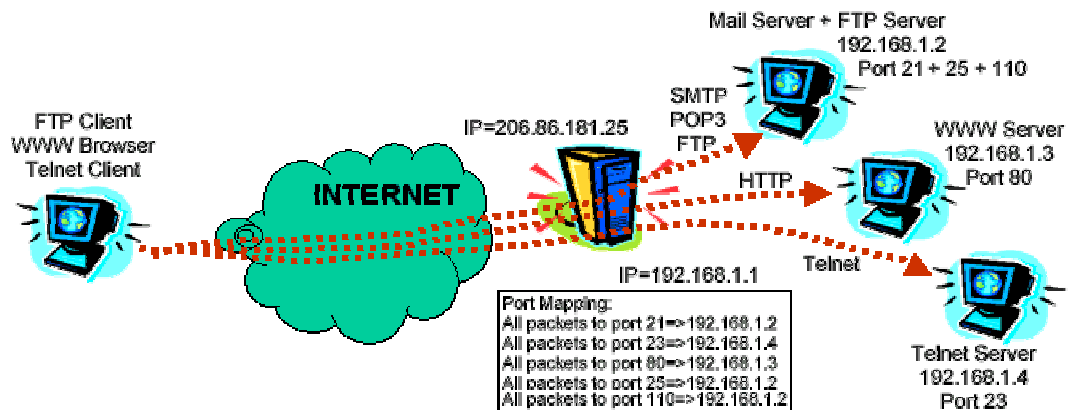 Mail Server + FTP Server
192.168.1.2
Port 21 + 25 + 110
SMTP
POP3
FTP
FTP Client
WWW Browser
Telnet Client
IP=206.86.181.25
WWW Server
192.168.1.3
Port 80
INTERNET
HTTP
Telnet
IP=192.168.1.1
Port Mapping:
All packets to port 21=>192.168.1.2
All packets to port 23=>192.168.1.4
All packets to port 80=>192.168.1.3
All packets to port 25=>192.168.1.2
All packets to port 110=>192.168.1.2
Telnet Server
192.168.1.4
Port 23